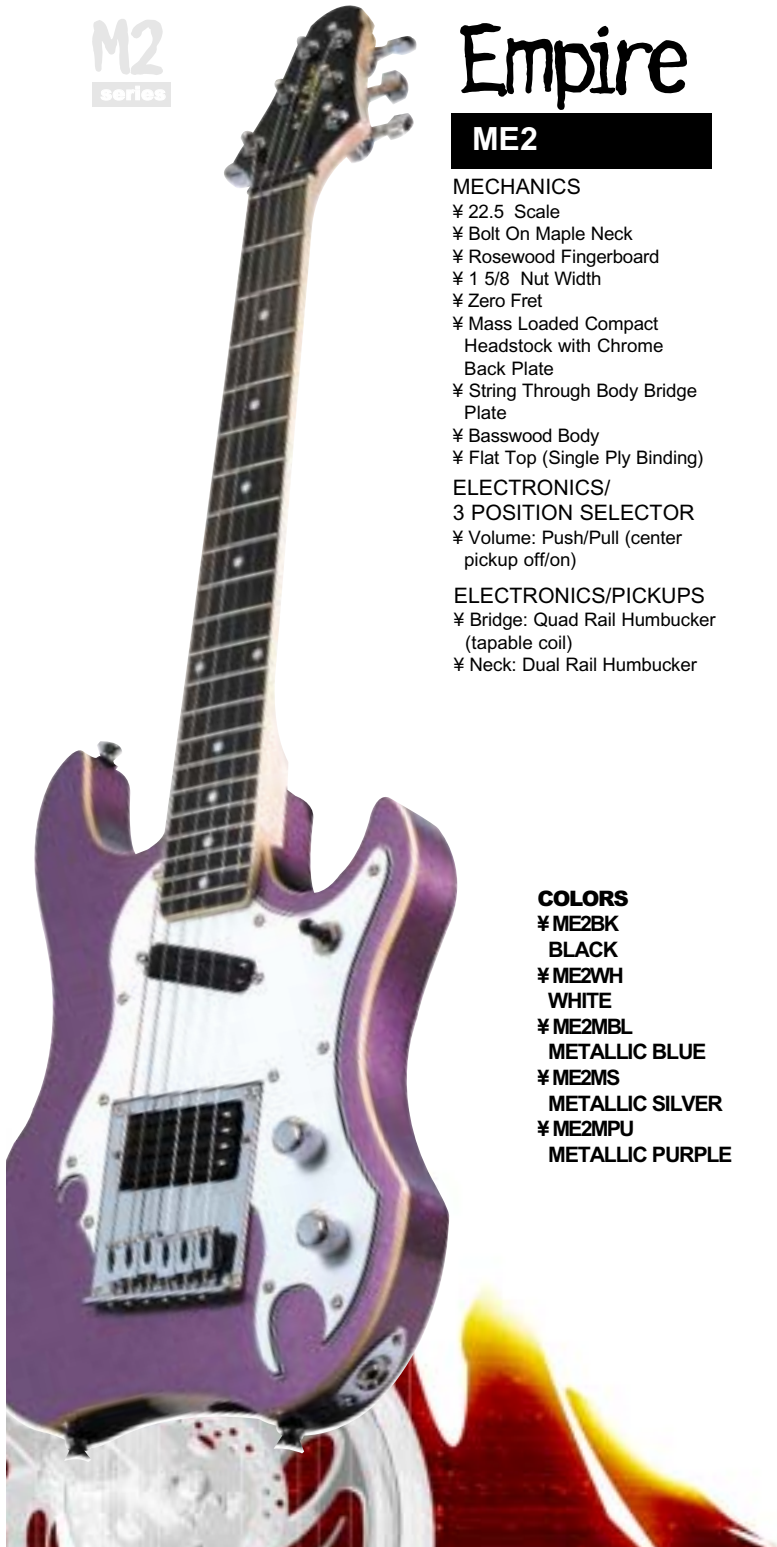 M2
series
Empire
ME2
MECHANICS
¥ 22.5 Scale
¥ Bolt On Maple Neck
¥ Rosewood Fingerboard
¥ 1 5/8 Nut Width
¥ Zero Fret
¥ Mass Loaded Compact
Headstock with Chrome
Back Plate
¥ String Through Body Bridge
Plate
¥ Basswood Body
¥ Flat Top (Single Ply Binding)
ELECTRONICS/
3 POSITION SELECTOR
¥ Volume: Push/Pull (center
pickup off/on)
ELECTRONICS/PICKUPS
¥ Bridge: Quad Rail Humbucker
(tapable coil)
¥ Neck: Dual Rail Humbucker
COLORS
¥ ME2BK
BLACK
¥ ME2WH
WHITE
¥ ME2MBL
METALLIC BLUE
¥ ME2MS
METALLIC SILVER
¥ ME2MPU
METALLIC PURPLE